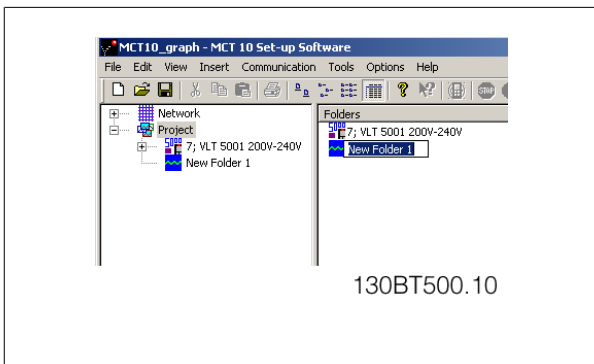 MCT10_graph - MCT 10 Set-up Software
File Edit View Insert Communication Tools Options Help
STOP
Network
Project
7; VLT 5001 200V-240V
New Folder 1
Folders
7; VLT 5001 200V-240V
New Folder 1
130BT500.10